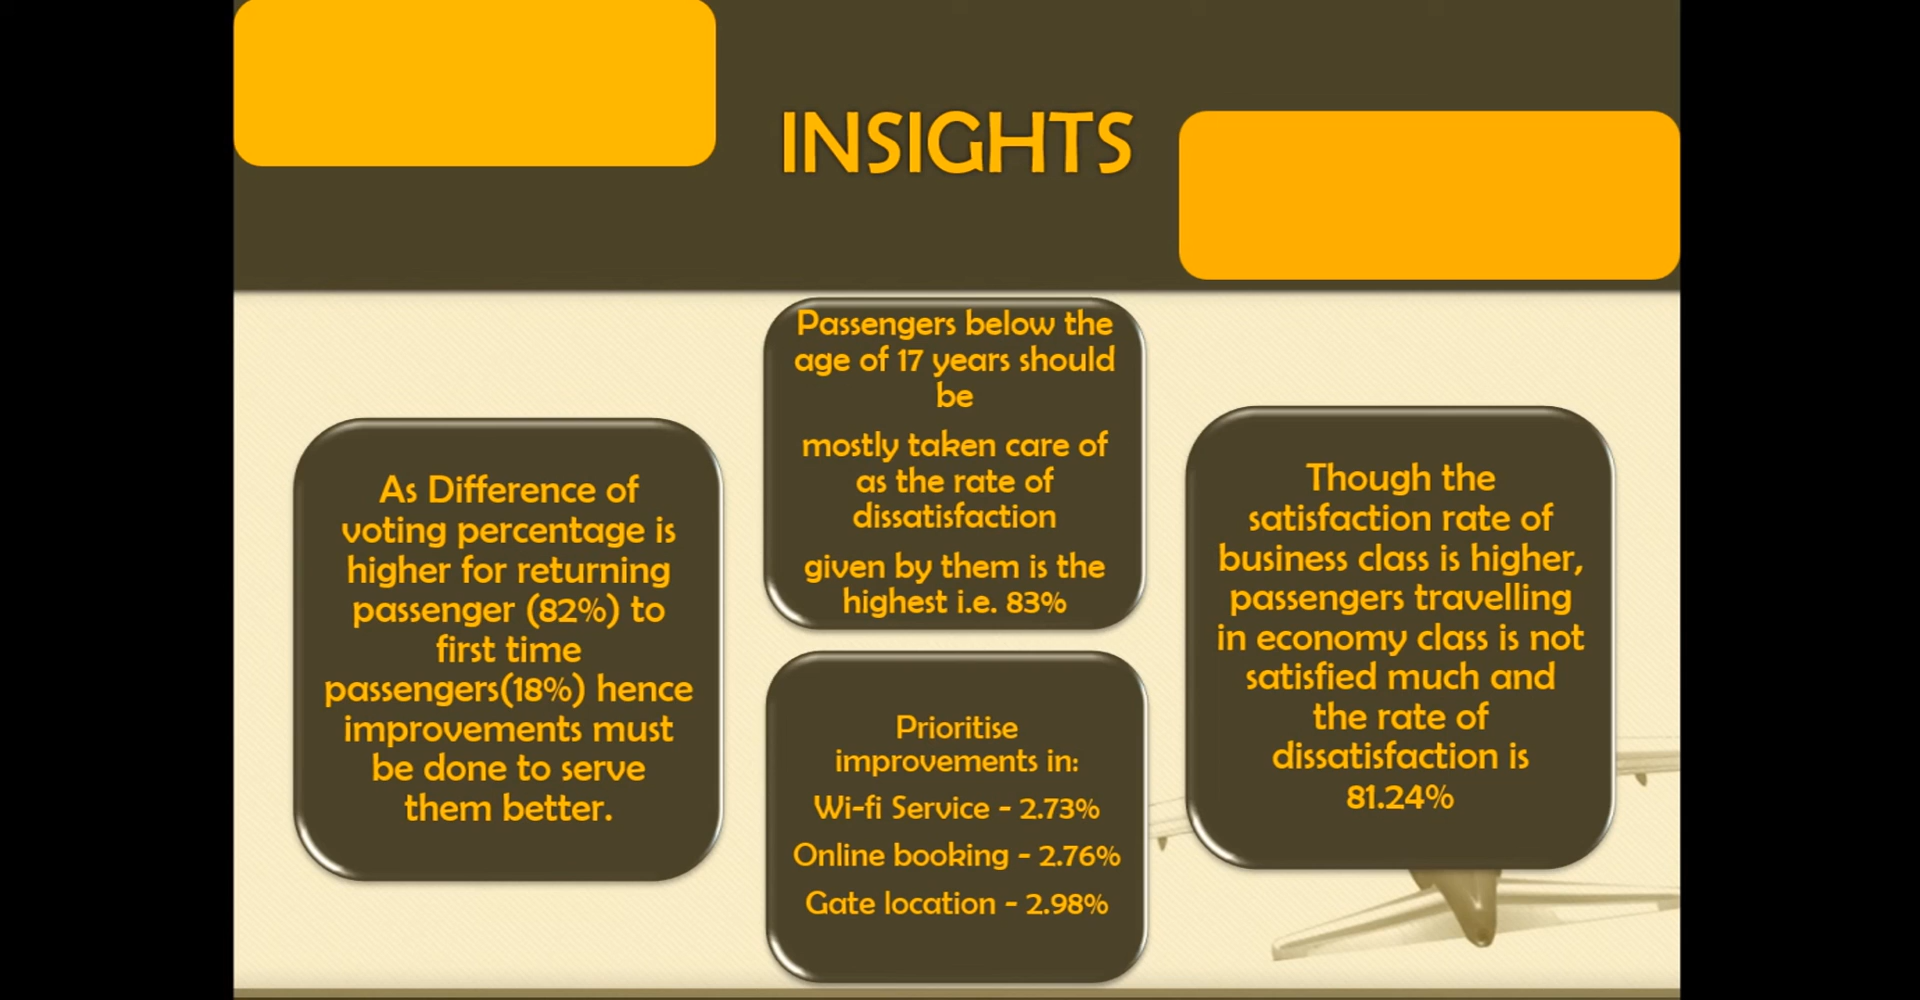 INSIGHTS
As Difference of
voting percentage is
higher for returning
passenger (82%) to
first time
passengers(18%) hence
improvements must
be done to serve
them better.
Passengers below the
age of 17 years should
be
mostly taken care of
as the rate of
dissatisfaction
given by them is the
highest i.e. 83%
Prioritise
improvements in:
Wi-fi Service - 2.73%
Online booking - 2.76%
Gate location - 2.98%
Though the
satisfaction rate of
business class is higher,
passengers travelling
in economy class is not
satisfied much and
the rate of
dissatisfaction is
81.24%